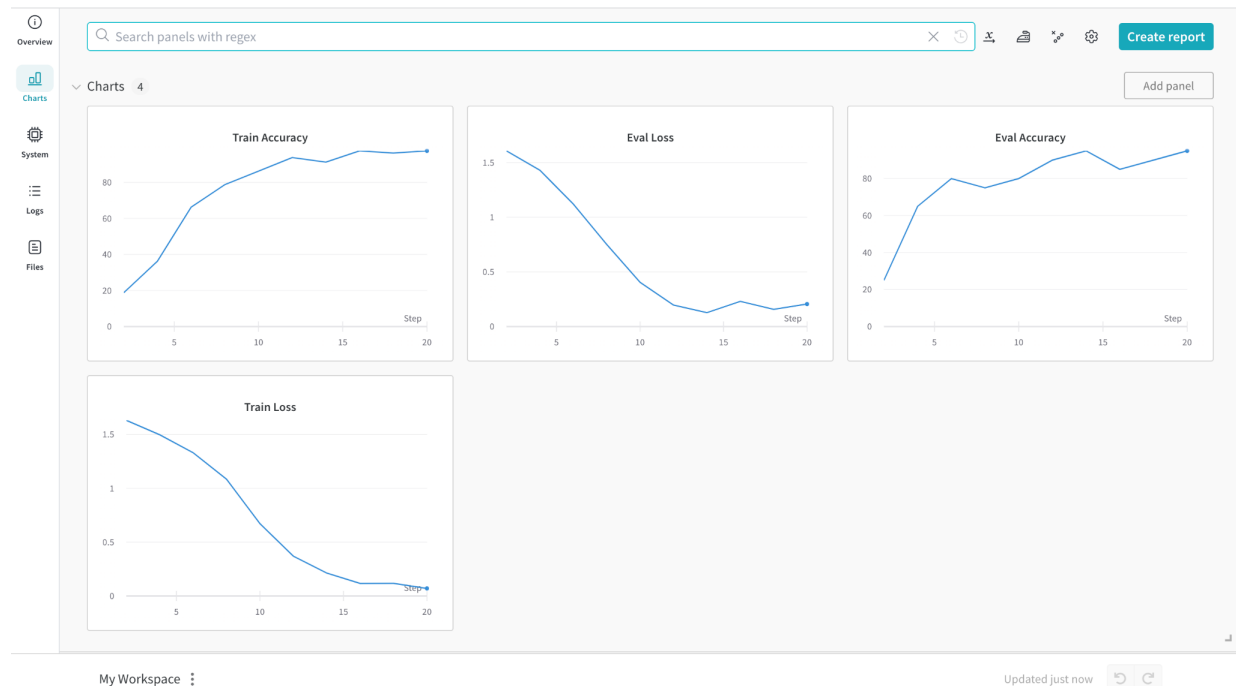 Overview
Charts
System
Logs
Files
Search panels with regex
Create report
Charts 4
Add panel
Train Accuracy
80
60
40
20
0
Step
5 10 15 20
Eval Loss
1.5
1
0.5
0
Step
5 10 15 20
Eval Accuracy
80
60
40
20
0
Step
5 10 15 20
Train Loss
1.5
1
0.5
0
Step
5 10 15 20
My Workspace
Updated just now